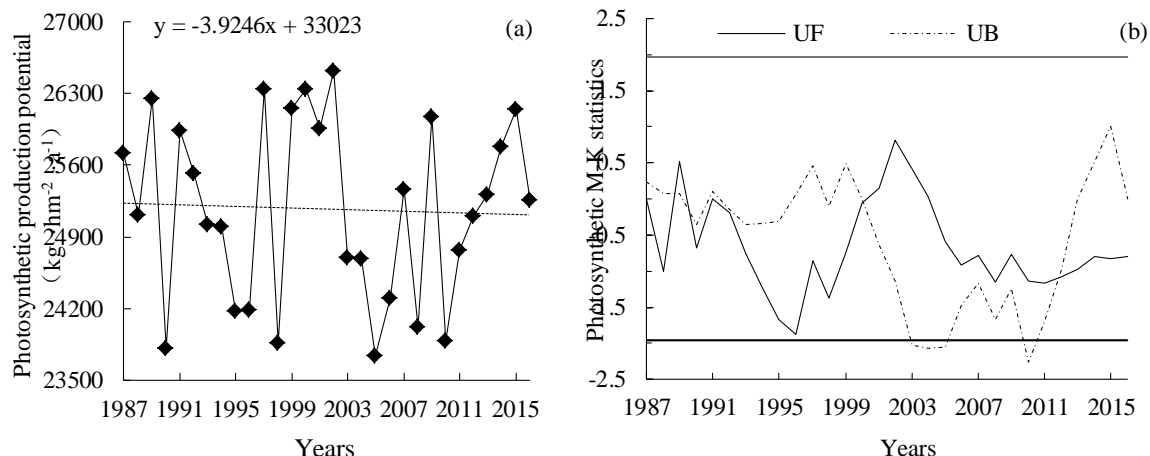 y = -3.9246x + 33023
(a)
Photosynthetic production potential
（kg·hm-2·a-1）
27000
26300
25600
24900
24200
23500
1987 1991 1995 1999 2003 2007 2011 2015
Years
UF UB
(b)
Photosynthetic M-K statistics
2.5
1.5
0.5
-0.5
-1.5
-2.5
1987 1991 1995 1999 2003 2007 2011 2015
Years